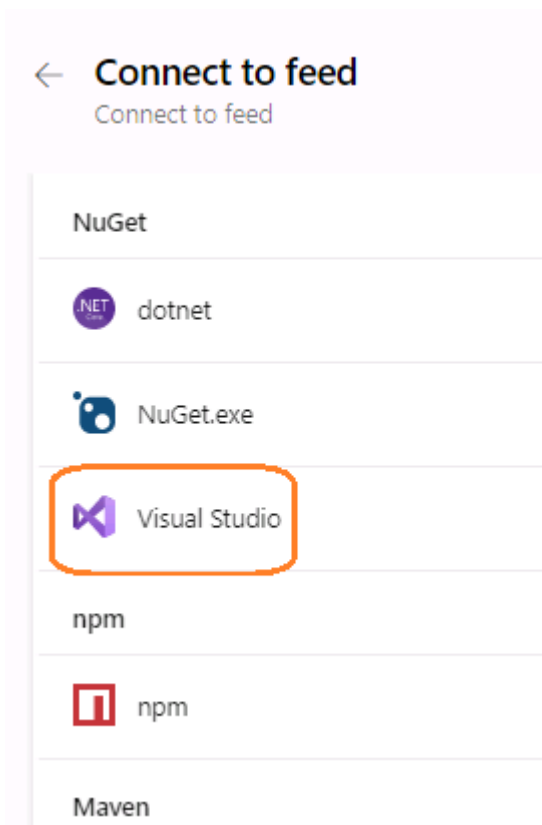 Connect to feed
Connect to feed
NuGet
.NET
Core
dotnet
NuGet.exe
Visual Studio
npm
npm
Maven